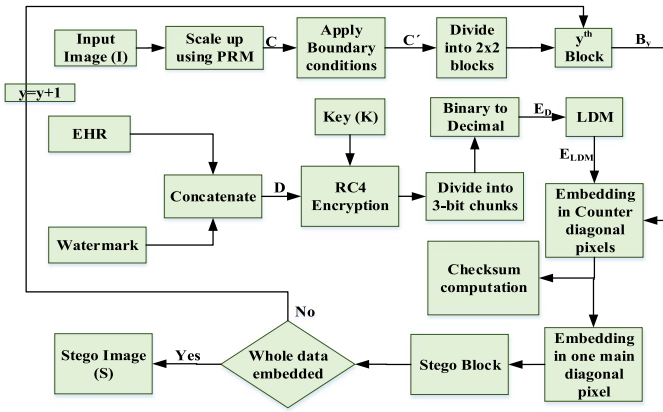 Input
Image (I)
Scale up
using PRM
C
Apply
Boundary
conditions
C´
Divide
into 2x2
blocks
yth
Block
By
y=y+1
EHR
Key (K)
Binary to
Decimal
ED
LDM
ELDM
Concatenate
D
RC4
Encryption
Divide into
3-bit chunks
Embedding
in Counter
diagonal
pixels
Watermark
Checksum
computation
No
Stego Image
(S)
Yes
Whole data
embedded
Stego Block
Embedding
in one main
diagonal
pixel